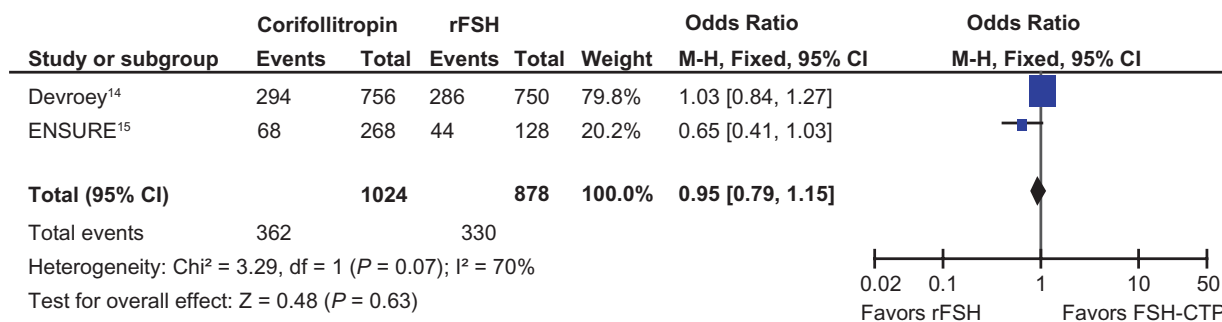 Corifollitropin rFSH Odds Ratio Odds Ratio
Study or subgroup Events Total Events Total Weight M-H, Fixed, 95% CI M-H, Fixed, 95% CI
Devroey¹⁴ 294 756 286 750 79.8% 1.03 [0.84, 1.27]
ENSURE¹⁵ 68 268 44 128 20.2% 0.65 [0.41, 1.03]
Total (95% CI) 1024 878 100.0% 0.95 [0.79, 1.15]
Total events 362 330
Heterogeneity: Chi² = 3.29, df = 1 (P = 0.07); I² = 70%
Test for overall effect: Z = 0.48 (P = 0.63)
0.02 0.1 1 10 50
Favors rFSH Favors FSH-CTP